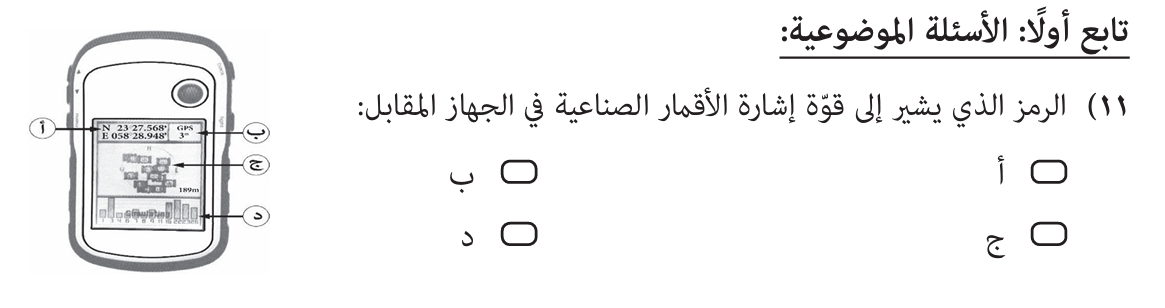 تابع أولًا: الأسئلة الموضوعية:
١١) الرمز الذي يشير إلى قوّة إشارة الأقمار الصناعية في الجهاز المقابل:
أ
ب
ج
د
أ
N 23 27.568'
E 058 28.948'
GPS
3"
ب
ج
189m
د